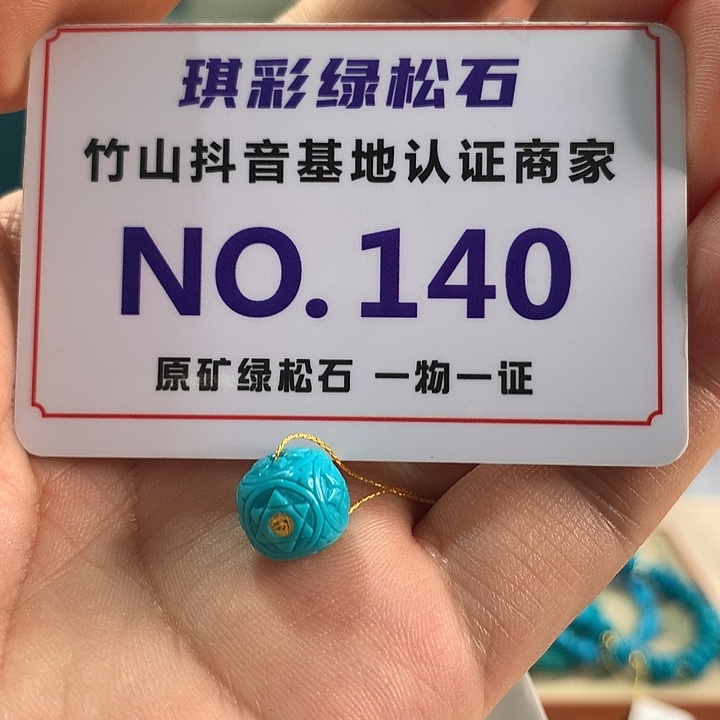 琪彩绿松石
竹山抖音基地认证商家
NO.140
原矿绿松石 一物一证